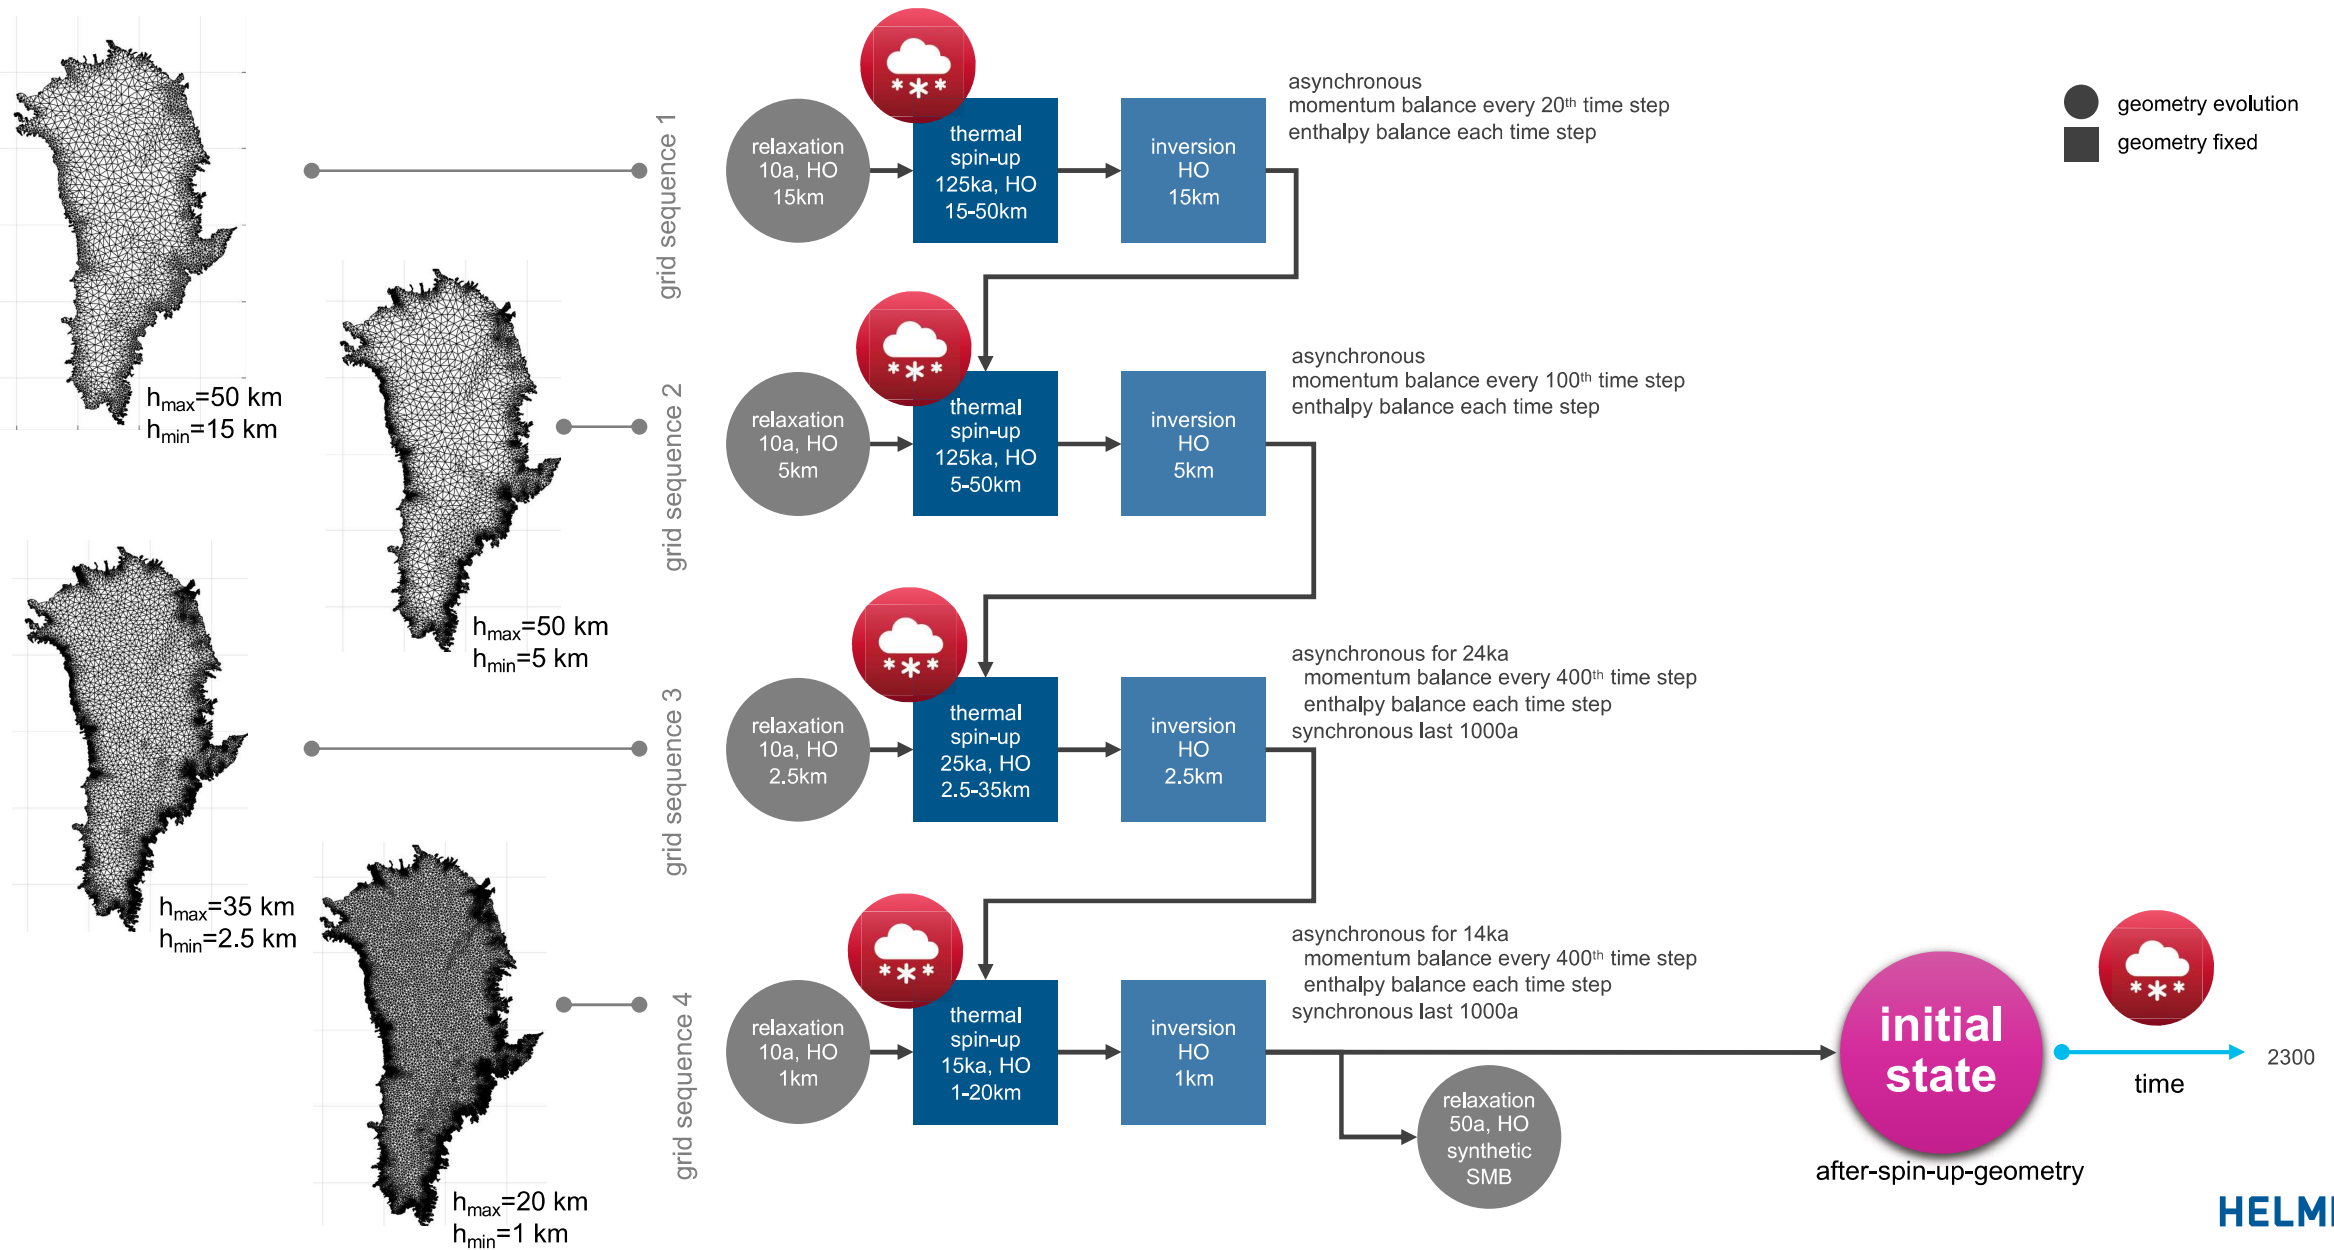 grid sequence 1
relaxation
10a, HO
15km
thermal
spin-up
125ka, HO
15-50km
inversion
HO
15km
asynchronous
momentum balance every 20th time step
enthalpy balance each time step
geometry evolution
geometry fixed
hmax=50 km
hmin=15 km
grid sequence 2
relaxation
10a, HO
5km
thermal
spin-up
125ka, HO
5-50km
inversion
HO
5km
asynchronous
momentum balance every 100th time step
enthalpy balance each time step
hmax=50 km
hmin=5 km
grid sequence 3
relaxation
10a, HO
2.5km
thermal
spin-up
25ka, HO
2.5-35km
inversion
HO
2.5km
asynchronous for 24ka
momentum balance every 400th time step
enthalpy balance each time step
synchronous last 1000a
hmax=35 km
hmin=2.5 km
grid sequence 4
relaxation
10a, HO
1km
thermal
spin-up
15ka, HO
1-20km
inversion
HO
1km
asynchronous for 14ka
momentum balance every 400th time step
enthalpy balance each time step
synchronous last 1000a
hmax=20 km
hmin=1 km
relaxation
50a, HO
synthetic
SMB
initial
state
after-spin-up-geometry
time
2300